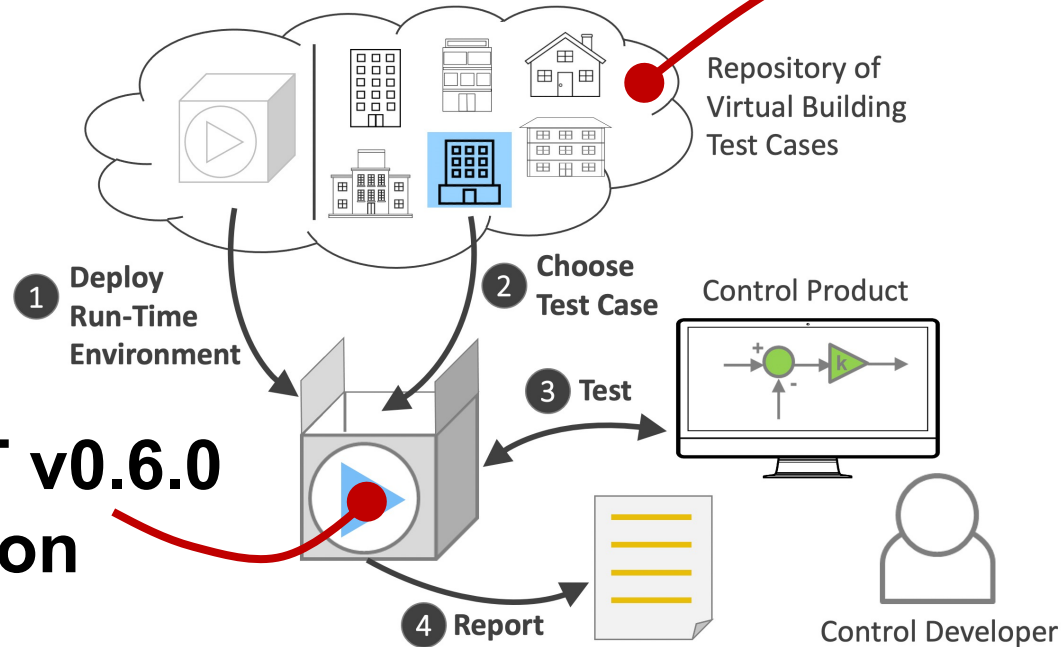 Repository of
Virtual Building
Test Cases
1 Deploy
Run-Time
Environment
2 Choose
Test Case
Control Product
+
-
k
3 Test
v0.6.0
on
4 Report
Control Developer